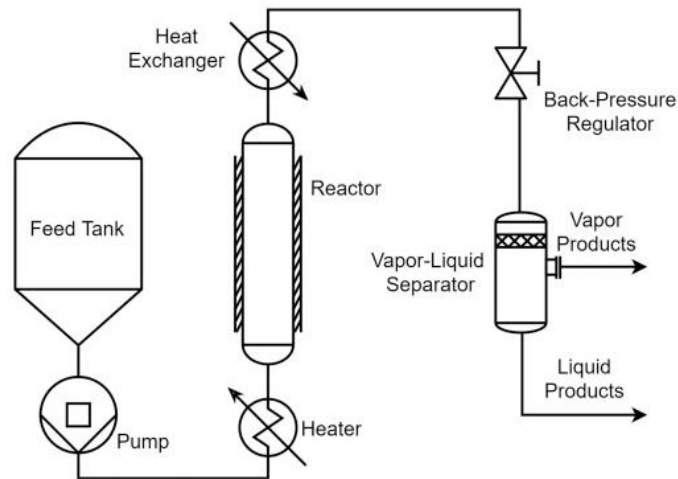 Heat
Exchanger
Back-Pressure
Regulator
Reactor
Feed Tank
Vapor
Products
Vapor-Liquid
Separator
Liquid
Products
Pump
Heater